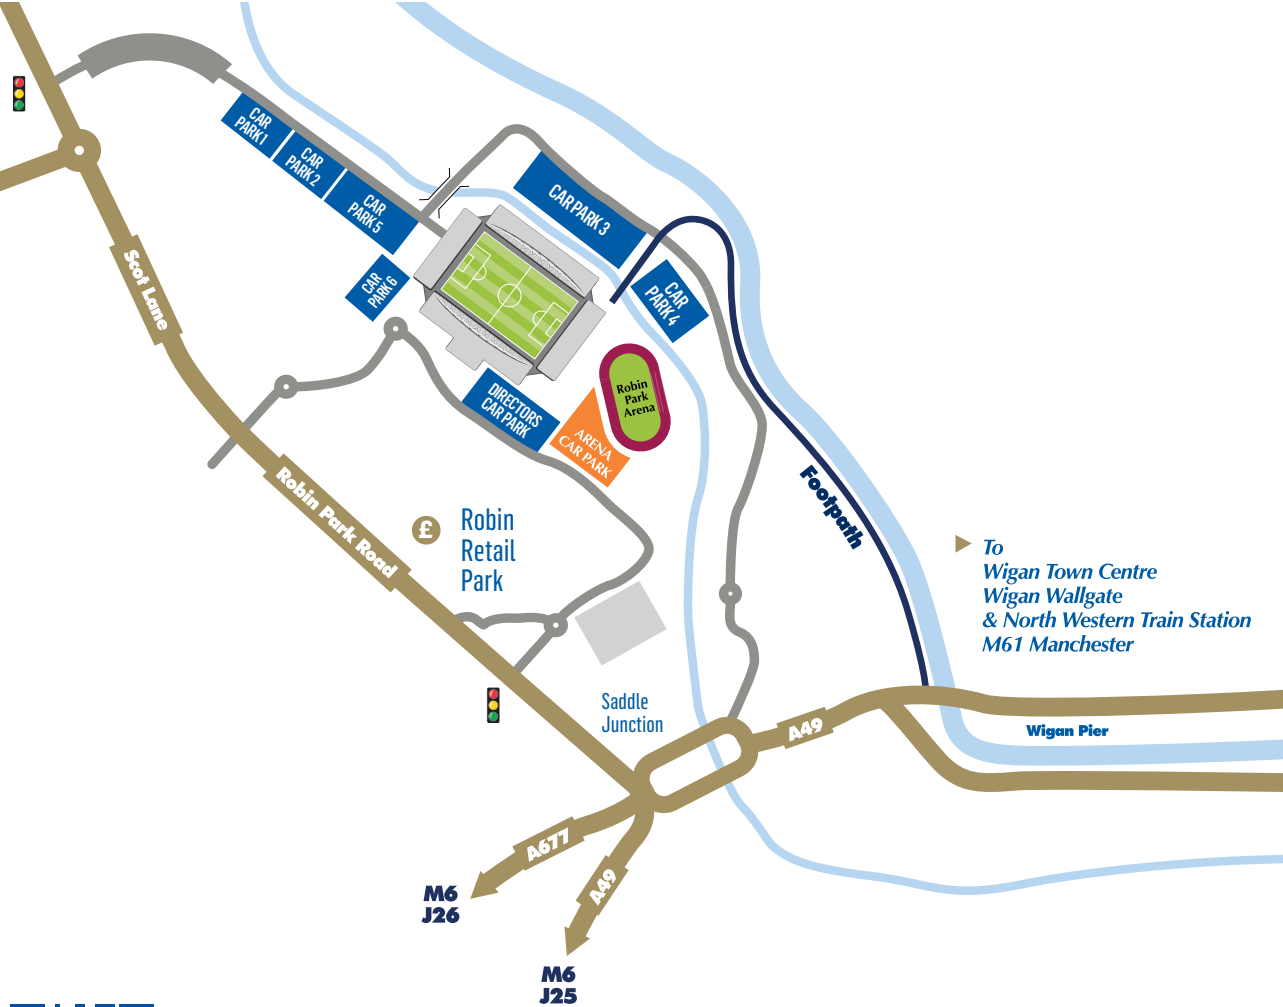 CAR
PARK 1
CAR
PARK 2
CAR
PARK 5
CAR PARK 3
CAR
PARK 6
CAR
PARK 4
Scot Lane
DIRECTORS
CAR PARK
ARENA
CAR PARK
Robin
Park
Arena
Robin Park Road
£
Robin
Retail
Park
Footpath
To
Wigan Town Centre
Wigan Wallgate
& North Western Train Station
M61 Manchester
Saddle
Junction
A49
Wigan Pier
A677
A49
M6
J26
M6
J25